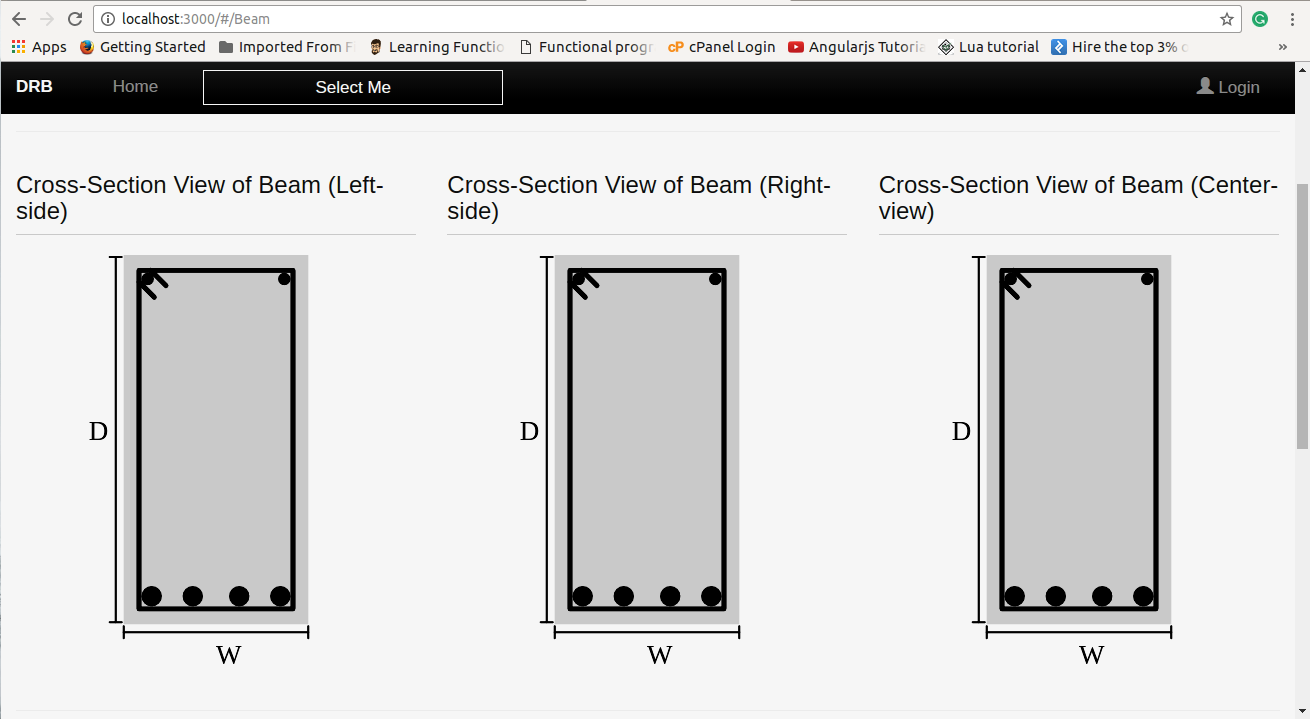 localhost:3000/#/Beam
Apps Getting Started Imported From F Learning Functio Functional progr cPanel Login Angularjs Tutoria Lua tutorial Hire the top 3% »
DRB Home Select Me Login
Cross-Section View of Beam (Left-
side)
Cross-Section View of Beam (Right-
side)
Cross-Section View of Beam (Center-
view)
D D D
W W W